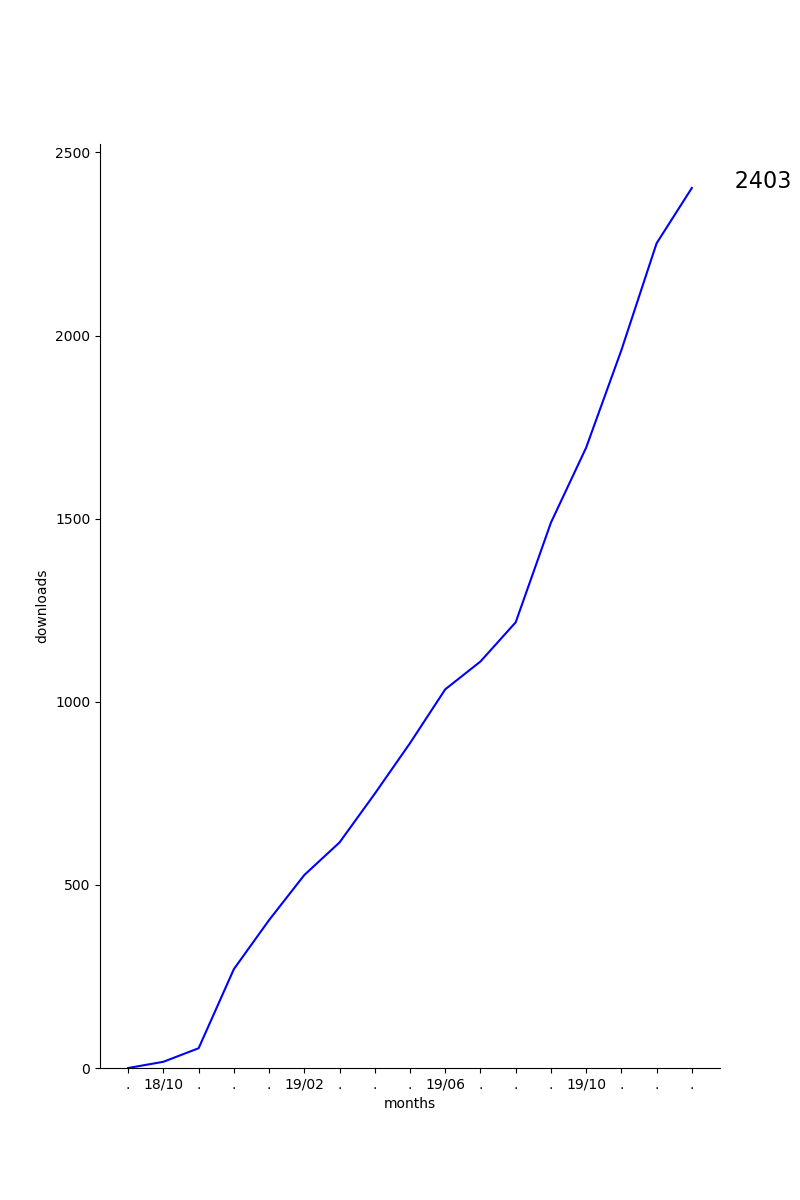 2500
2403
2000
1500
downloads
1000
500
0
. 18/10 . . . 19/02 . . . 19/06 . . . 19/10 . . .
months